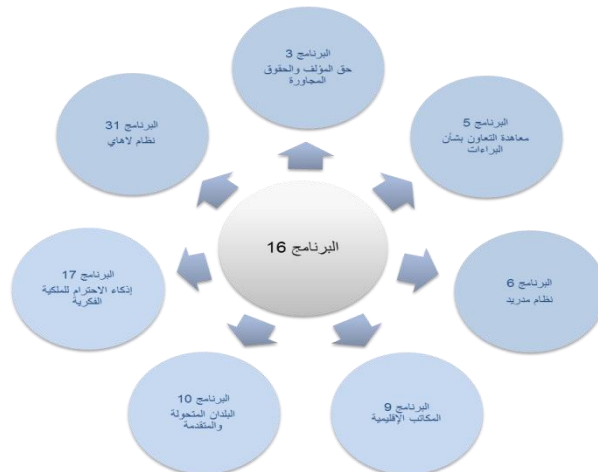 البرنامج 3
حق المؤلف والحقوق
المجاورة
البرنامج 5
معاهدة التعاون بشأن
البراءات
البرنامج 31
نظام لاهاي
البرنامج 16
البرنامج 6
نظام مدريد
البرنامج 17
إذكاء الاحترام للملكية
الفكرية
البرنامج 9
المكاتب الإقليمية
البرنامج 10
البلدان المتحولة
والمتقدمة